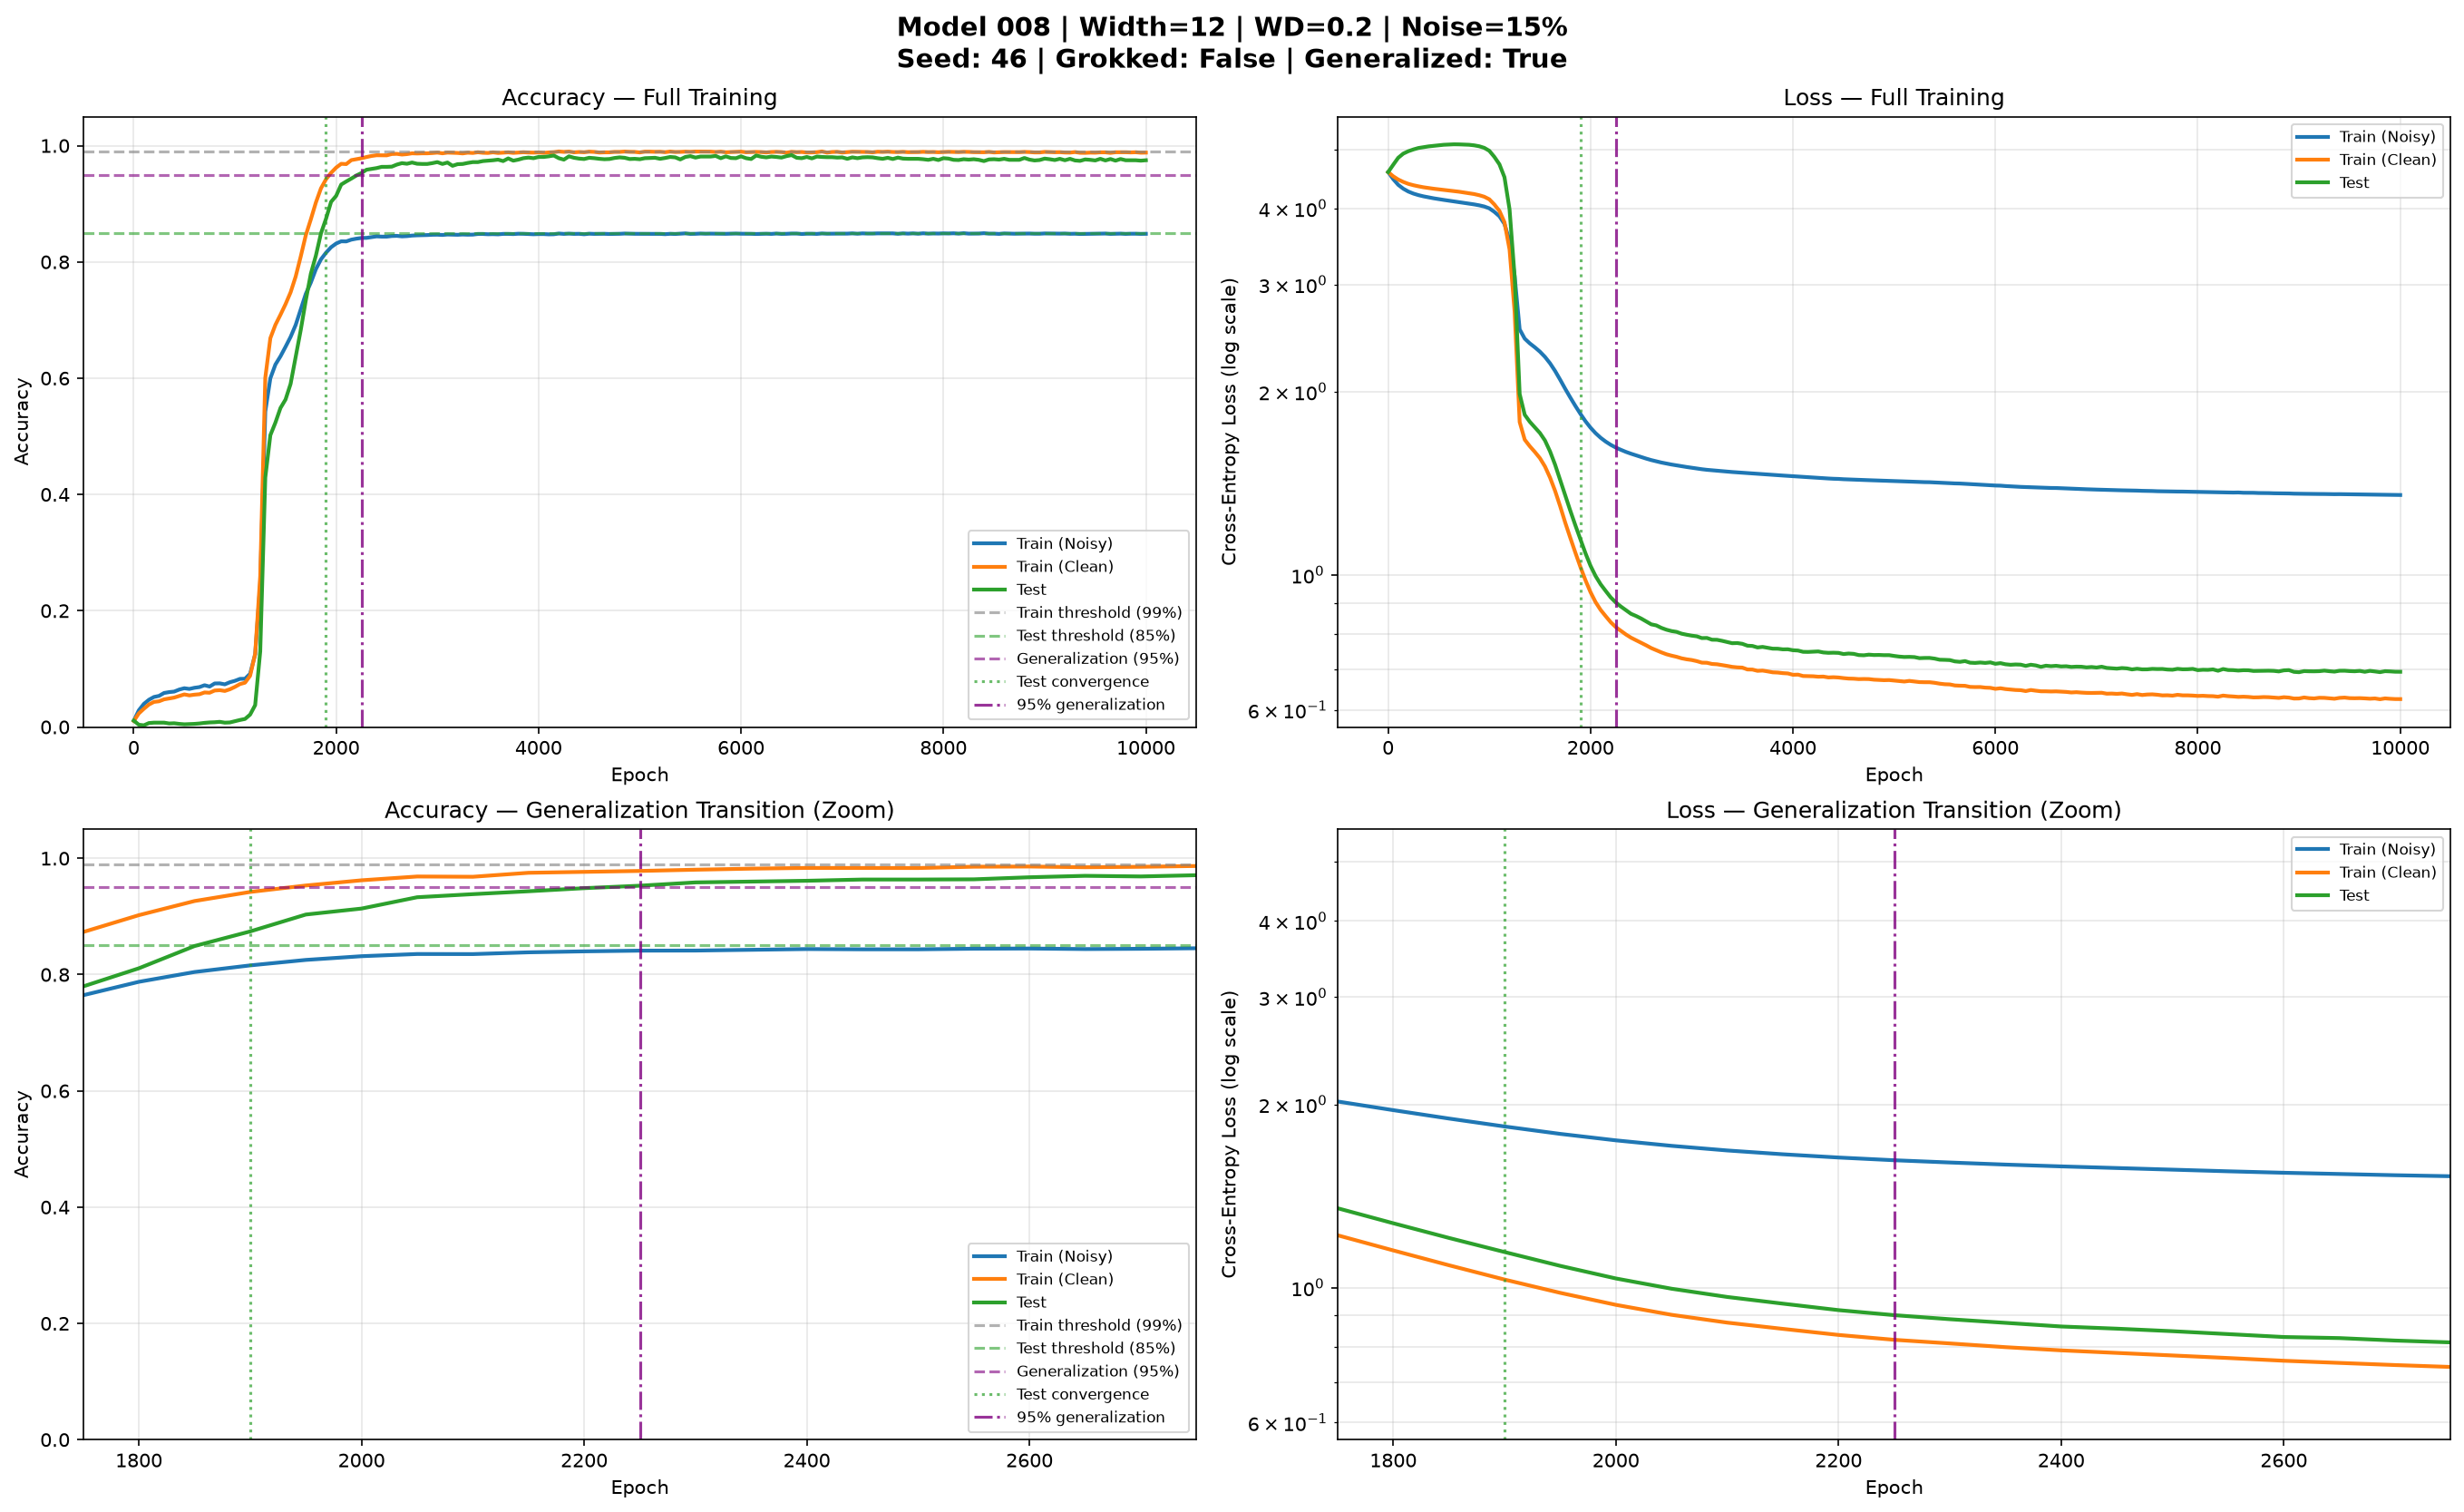 Model 008 | Width=12 | WD=0.2 | Noise=15%
Seed: 46 | Grokked: False | Generalized: True
Accuracy — Full Training
1.0
0.8
0.6
0.4
0.2
0.0
Accuracy
0
2000
4000
6000
8000
10000
Epoch
Train (Noisy)
Train (Clean)
Test
Train threshold (99%)
Test threshold (85%)
Generalization (95%)
Test convergence
95% generalization
Loss — Full Training
4 × 10⁰
3 × 10⁰
2 × 10⁰
10⁰
6 × 10⁻¹
Cross-Entropy Loss (log scale)
0
2000
4000
6000
8000
10000
Epoch
Train (Noisy)
Train (Clean)
Test
Accuracy — Generalization Transition (Zoom)
1.0
0.8
0.6
0.4
0.2
0.0
Accuracy
1800
2000
2200
2400
2600
Epoch
Train (Noisy)
Train (Clean)
Test
Train threshold (99%)
Test threshold (85%)
Generalization (95%)
Test convergence
95% generalization
Loss — Generalization Transition (Zoom)
4 × 10⁰
3 × 10⁰
2 × 10⁰
10⁰
6 × 10⁻¹
Cross-Entropy Loss (log scale)
1800
2000
2200
2400
2600
Epoch
Train (Noisy)
Train (Clean)
Test